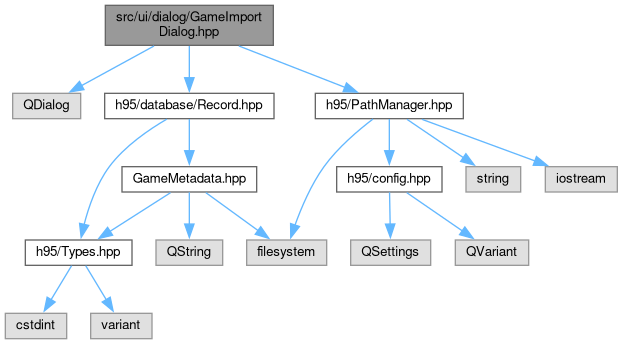 src/ui/dialog/GameImport
Dialog.hpp
QDialog
h95/database/Record.hpp
h95/PathManager.hpp
GameMetadata.hpp
h95/config.hpp
string
iostream
h95/Types.hpp
QString
filesystem
QSettings
QVariant
cstdint
variant